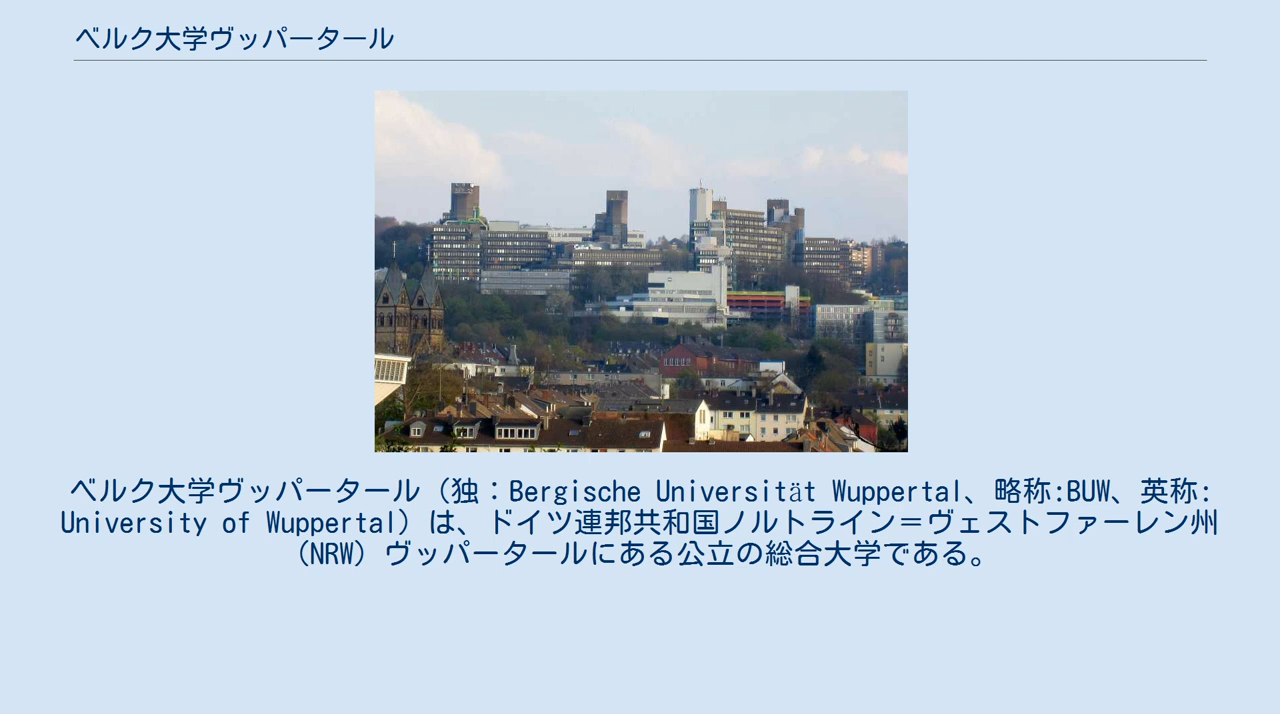 ベルク大学ヴッパータール
ベルク大学ヴッパータール（独：Bergische Universität Wuppertal、略称:BUW、英称:
University of Wuppertal）は、ドイツ連邦共和国ノルトライン＝ヴェストファーレン州
（NRW）ヴッパータールにある公立の総合大学である。